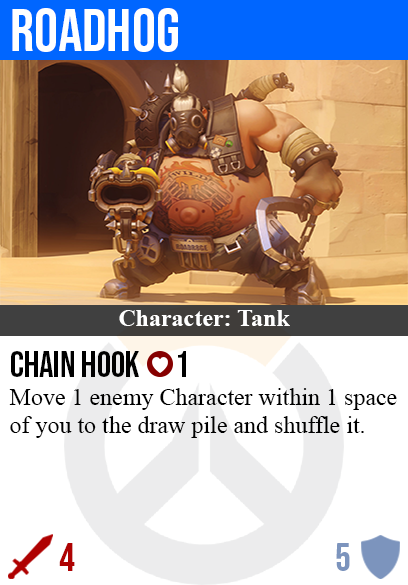 ROADHOG
Character: Tank
CHAIN HOOK 1
Move 1 enemy Character within 1 space
of you to the draw pile and shuffle it.
4
5